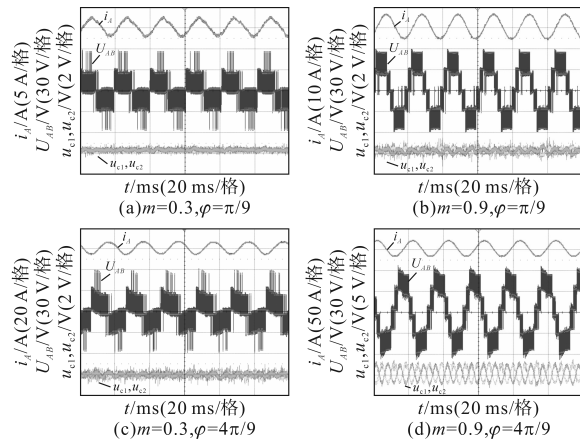 i_A/A(5 A/格)
U_AB/V(30 V/格)
u_c1,u_c2/V(2 V/格)
i_A
U_AB
u_c1,u_c2
t/ms(20 ms/格)
(a)m=0.3,φ=π/9
i_A/A(10 A/格)
U_AB/V(30 V/格)
u_c1,u_c2/V(2 V/格)
i_A
U_AB
u_c1,u_c2
t/ms(20 ms/格)
(b)m=0.9,φ=π/9
i_A/A(20 A/格)
U_AB/V(30 V/格)
u_c1,u_c2/V(2 V/格)
i_A
U_AB
u_c1,u_c2
t/ms(20 ms/格)
(c)m=0.3,φ=4π/9
i_A/A(50 A/格)
U_AB/V(30 V/格)
u_c1,u_c2/V(5 V/格)
i_A
U_AB
u_c1,u_c2
t/ms(20 ms/格)
(d)m=0.9,φ=4π/9